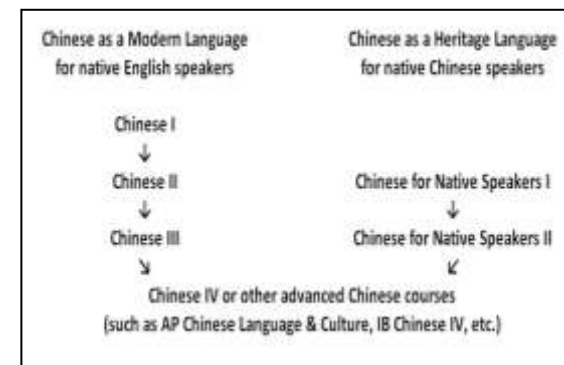 Chinese as a Modern Language
for native English speakers
Chinese as a Heritage Language
for native Chinese speakers
Chinese I
↓
Chinese II
↓
Chinese III
↘
Chinese for Native Speakers I
↓
Chinese for Native Speakers II
↙
Chinese IV or other advanced Chinese courses
(such as AP Chinese Language & Culture, IB Chinese IV, etc.)